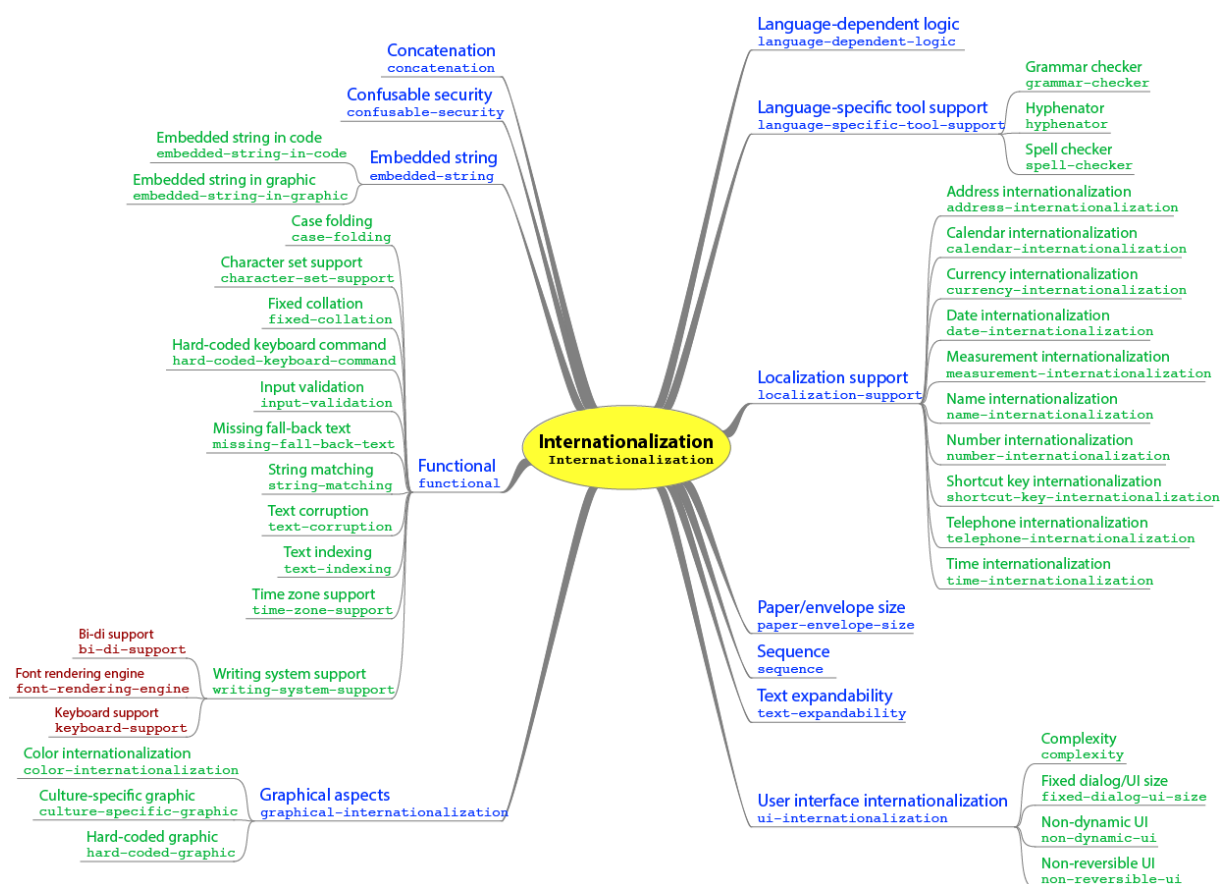 Internationalization
Internationalization
Concatenation
concatenation
Confusable security
confusable-security
Embedded string
embedded-string
Embedded string in code
embedded-string-in-code
Embedded string in graphic
embedded-string-in-graphic
Functional
functional
Case folding
case-folding
Character set support
character-set-support
Fixed collation
fixed-collation
Hard-coded keyboard command
hard-coded-keyboard-command
Input validation
input-validation
Missing fall-back text
missing-fall-back-text
String matching
string-matching
Text corruption
text-corruption
Text indexing
text-indexing
Time zone support
time-zone-support
Writing system support
writing-system-support
Bi-di support
bi-di-support
Font rendering engine
font-rendering-engine
Keyboard support
keyboard-support
Graphical aspects
graphical-internationalization
Color internationalization
color-internationalization
Culture-specific graphic
culture-specific-graphic
Hard-coded graphic
hard-coded-graphic
Language-dependent logic
language-dependent-logic
Language-specific tool support
language-specific-tool-support
Grammar checker
grammar-checker
Hyphenator
hyphenator
Spell checker
spell-checker
Localization support
localization-support
Address internationalization
address-internationalization
Calendar internationalization
calendar-internationalization
Currency internationalization
currency-internationalization
Date internationalization
date-internationalization
Measurement internationalization
measurement-internationalization
Name internationalization
name-internationalization
Number internationalization
number-internationalization
Shortcut key internationalization
shortcut-key-internationalization
Telephone internationalization
telephone-internationalization
Time internationalization
time-internationalization
Paper/envelope size
paper-envelope-size
Sequence
sequence
Text expandability
text-expandability
User interface internationalization
ui-internationalization
Complexity
complexity
Fixed dialog/UI size
fixed-dialog-ui-size
Non-dynamic UI
non-dynamic-ui
Non-reversible UI
non-reversible-ui